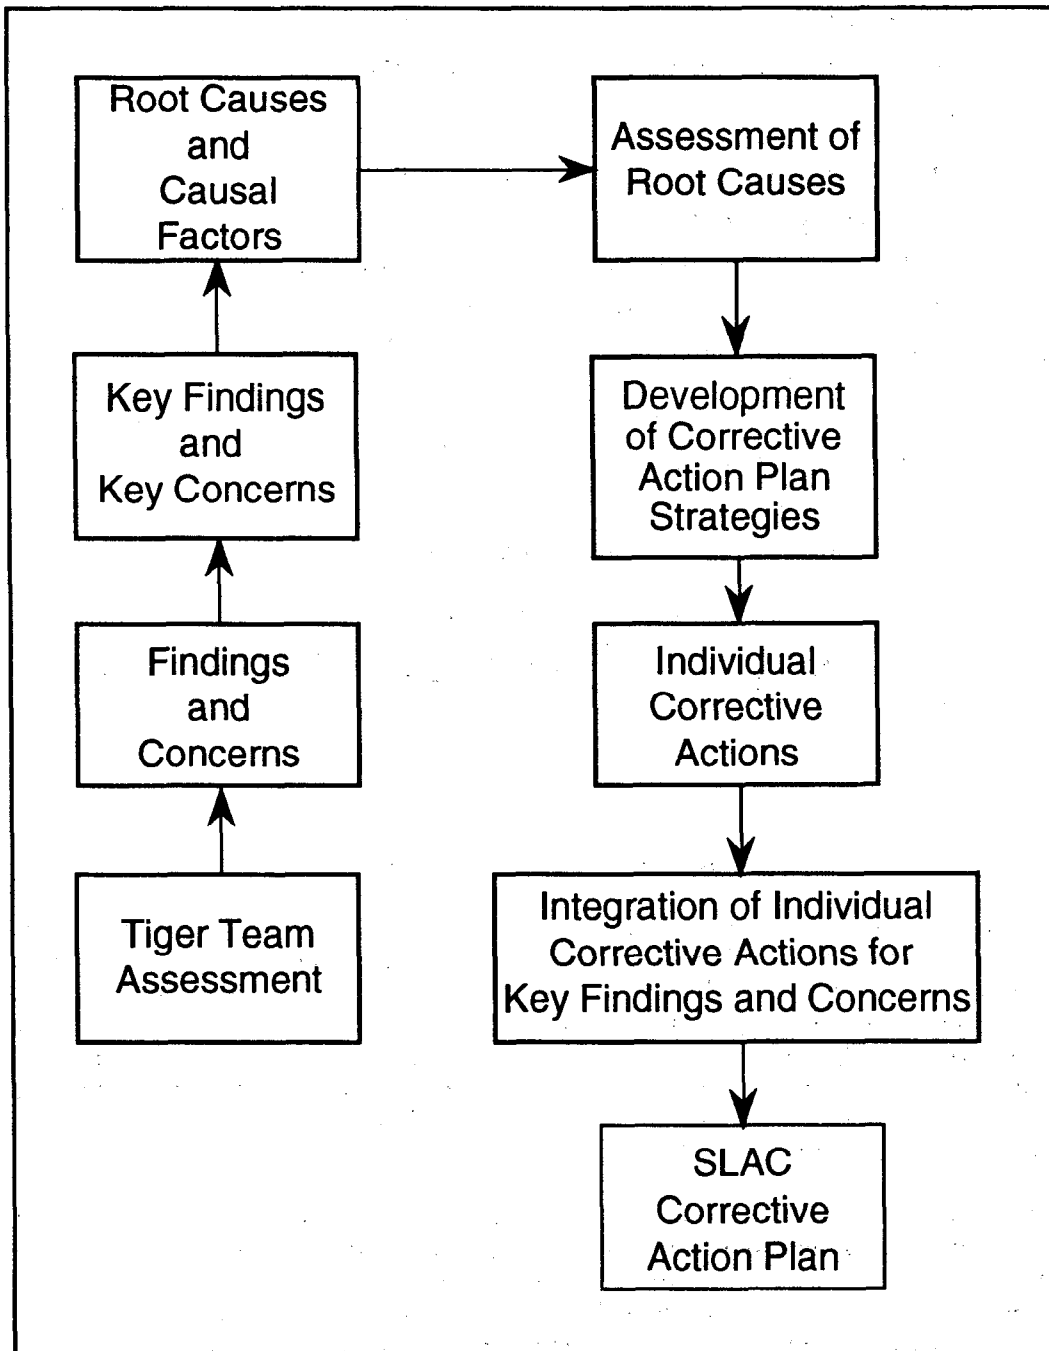 Root Causes
and
Causal
Factors
Assessment of
Root Causes
Key Findings
and
Key Concerns
Development
of Corrective
Action Plan
Strategies
Findings
and
Concerns
Individual
Corrective
Actions
Tiger Team
Assessment
Integration of Individual
Corrective Actions for
Key Findings and Concerns
SLAC
Corrective
Action Plan